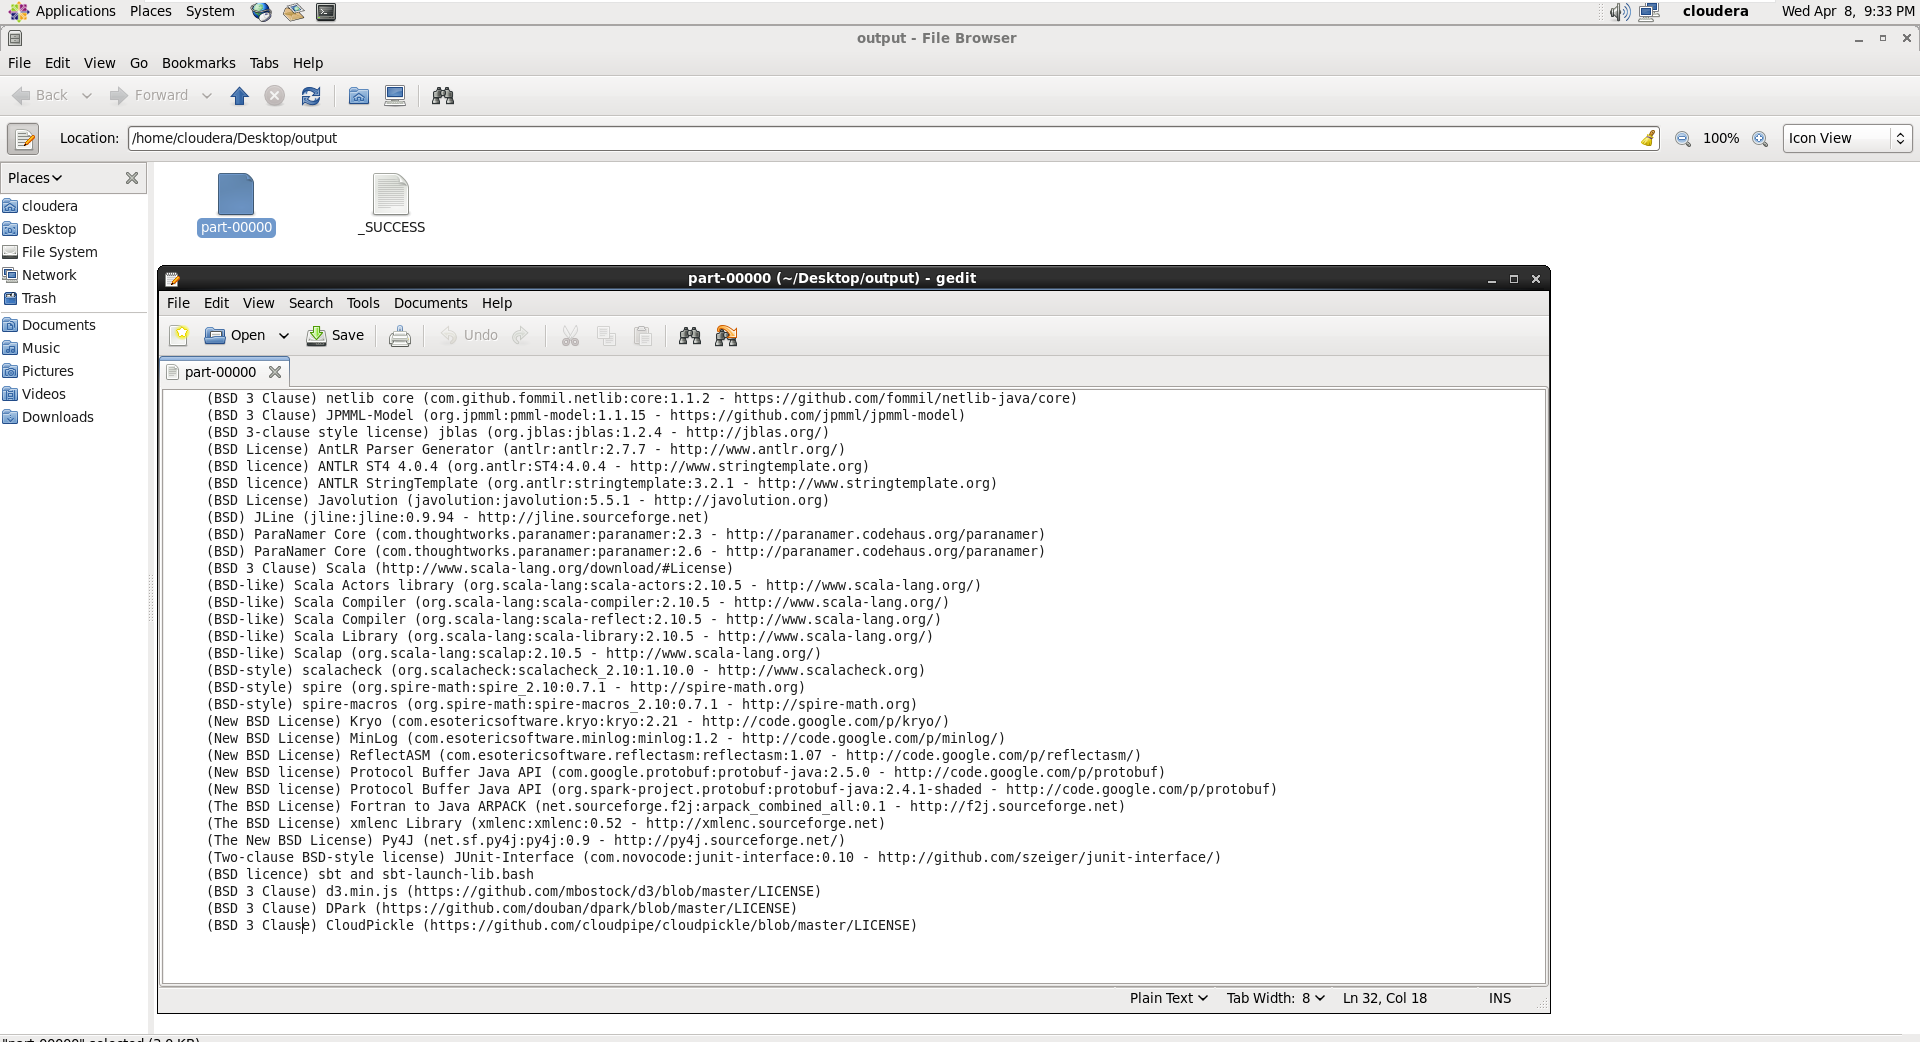 Applications Places System cloudera Wed Apr 8, 9:33 PM
output - File Browser
File Edit View Go Bookmarks Tabs Help
Back Forward
Location: /home/cloudera/Desktop/output 100% Icon View
Places
cloudera
Desktop
File System
Network
Trash
Documents
Music
Pictures
Videos
Downloads
part-00000 _SUCCESS
part-00000 (~/Desktop/output) - gedit
File Edit View Search Tools Documents Help
Open Save Undo
part-00000
(BSD 3 Clause) netlib core (com.github.fommil.netlib:core:1.1.2 - https://github.com/fommil/netlib-java/core)
(BSD 3 Clause) JPMML-Model (org.jpmml:pmml-model:1.1.15 - https://github.com/jpmml/jpmml-model)
(BSD 3-clause style license) jblas (org.jblas:jblas:1.2.4 - http://jblas.org/)
(BSD License) AntLR Parser Generator (antlr:antlr:2.7.7 - http://www.antlr.org/)
(BSD licence) ANTLR ST4 4.0.4 (org.antlr:ST4:4.0.4 - http://www.stringtemplate.org)
(BSD licence) ANTLR StringTemplate (org.antlr:stringtemplate:3.2.1 - http://www.stringtemplate.org)
(BSD License) Javolution (javolution:javolution:5.5.1 - http://javolution.org)
(BSD) JLine (jline:jline:0.9.94 - http://jline.sourceforge.net)
(BSD) ParaNamer Core (com.thoughtworks.paranamer:paranamer:2.3 - http://paranamer.codehaus.org/paranamer)
(BSD) ParaNamer Core (com.thoughtworks.paranamer:paranamer:2.6 - http://paranamer.codehaus.org/paranamer)
(BSD 3 Clause) Scala (http://www.scala-lang.org/download/#License)
(BSD-like) Scala Actors library (org.scala-lang:scala-actors:2.10.5 - http://www.scala-lang.org/)
(BSD-like) Scala Compiler (org.scala-lang:scala-compiler:2.10.5 - http://www.scala-lang.org/)
(BSD-like) Scala Compiler (org.scala-lang:scala-reflect:2.10.5 - http://www.scala-lang.org/)
(BSD-like) Scala Library (org.scala-lang:scala-library:2.10.5 - http://www.scala-lang.org/)
(BSD-like) Scalap (org.scala-lang:scalap:2.10.5 - http://www.scala-lang.org/)
(BSD-style) scalacheck (org.scalacheck:scalacheck_2.10:1.10.0 - http://www.scalacheck.org)
(BSD-style) spire (org.spire-math:spire_2.10:0.7.1 - http://spire-math.org)
(BSD-style) spire-macros (org.spire-math:spire-macros_2.10:0.7.1 - http://spire-math.org)
(New BSD License) Kryo (com.esotericsoftware.kryo:kryo:2.21 - http://code.google.com/p/kryo/)
(New BSD License) MinLog (com.esotericsoftware.minlog:minlog:1.2 - http://code.google.com/p/minlog/)
(New BSD License) ReflectASM (com.esotericsoftware.reflectasm:reflectasm:1.07 - http://code.google.com/p/reflectasm/)
(New BSD license) Protocol Buffer Java API (com.google.protobuf:protobuf-java:2.5.0 - http://code.google.com/p/protobuf)
(New BSD license) Protocol Buffer Java API (org.spark-project.protobuf:protobuf-java:2.4.1-shaded - http://code.google.com/p/protobuf)
(The BSD License) Fortran to Java ARPACK (net.sourceforge.f2j:arpack_combined_all:0.1 - http://f2j.sourceforge.net)
(The BSD License) xmlenc Library (xmlenc:xmlenc:0.52 - http://xmlenc.sourceforge.net)
(The New BSD License) Py4J (net.sf.py4j:py4j:0.9 - http://py4j.sourceforge.net/)
(Two-clause BSD-style license) JUnit-Interface (com.novocode:junit-interface:0.10 - http://github.com/szeiger/junit-interface/)
(BSD licence) sbt and sbt-launch-lib.bash
(BSD 3 Clause) d3.min.js (https://github.com/mbostock/d3/blob/master/LICENSE)
(BSD 3 Clause) DPark (https://github.com/douban/dpark/blob/master/LICENSE)
(BSD 3 Clause) CloudPickle (https://github.com/cloudpipe/cloudpickle/blob/master/LICENSE)
Plain Text Tab Width: 8 Ln 32, Col 18 INS
"part-00000" selected